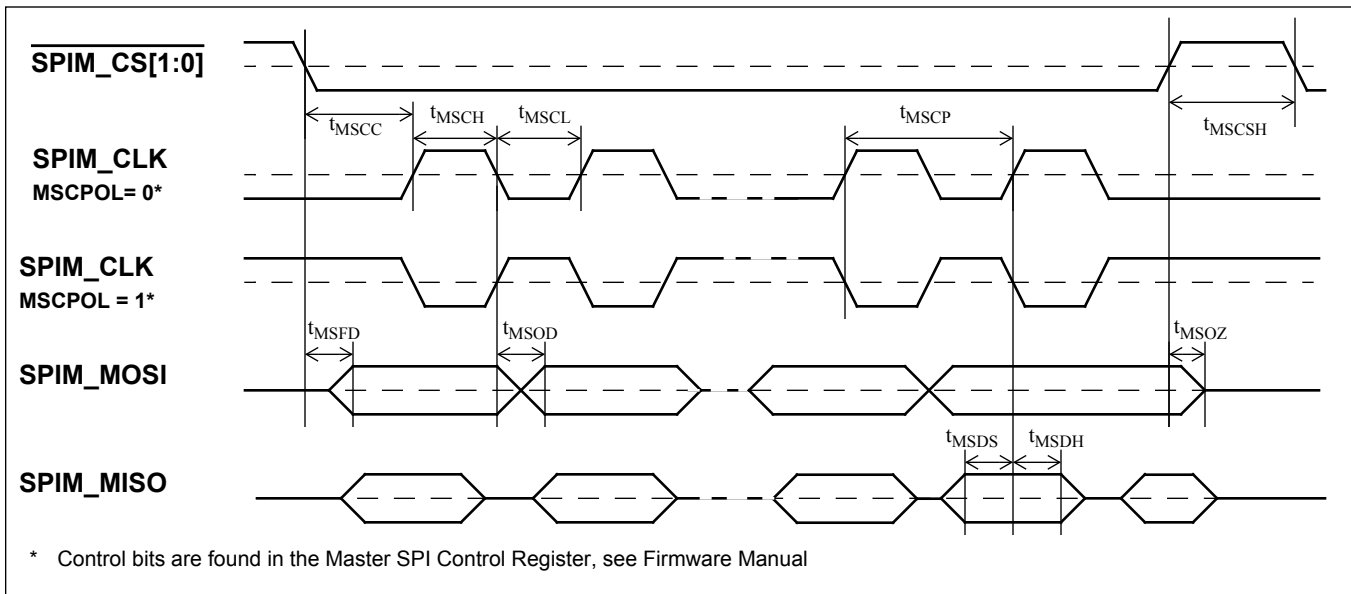 SPIM_CS[1:0]
tMSCC
tMSCH
tMSCL
tMSCP
tMSCSH
SPIM_CLK
MSCPOL= 0*
SPIM_CLK
MSCPOL = 1*
tMSFD
tMSOD
tMSOZ
SPIM_MOSI
tMSDS
tMSDH
SPIM_MISO
* Control bits are found in the Master SPI Control Register, see Firmware Manual